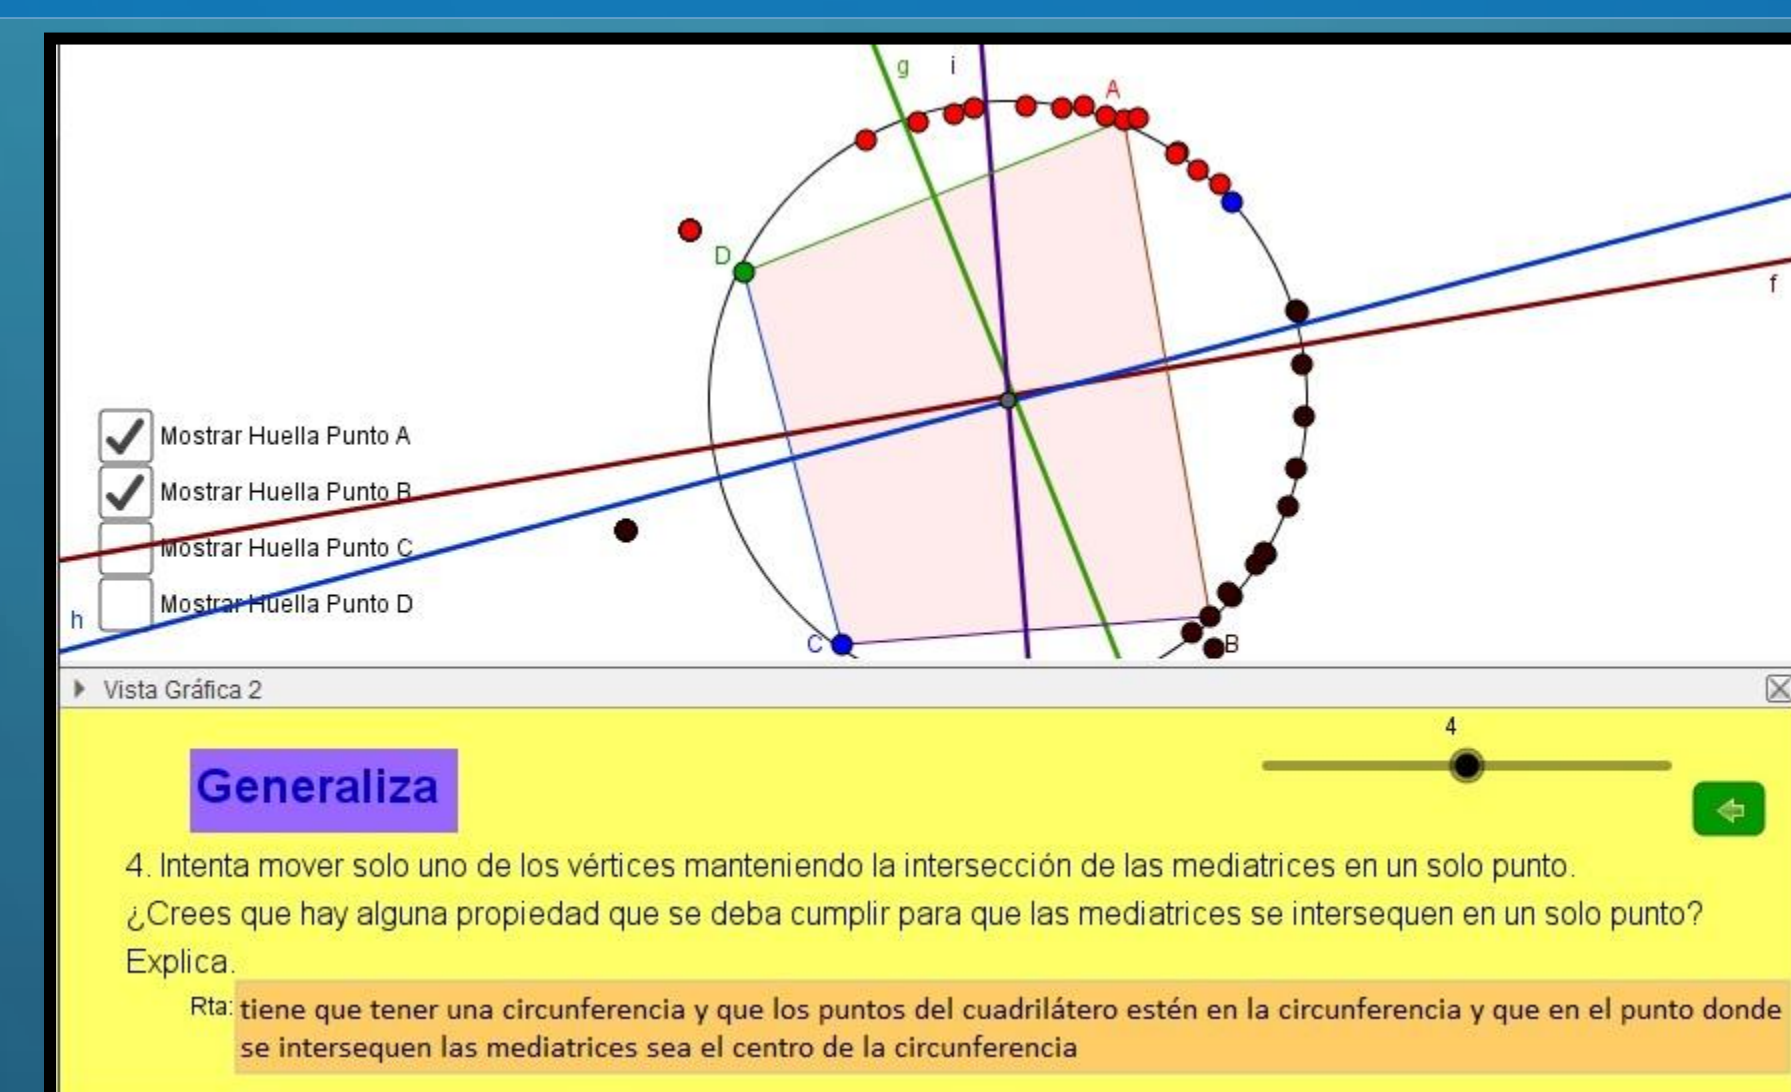 g i
A
D
f
Mostrar Huella Punto A
Mostrar Huella Punto B
Mostrar Huella Punto C
Mostrar Huella Punto D
h
C
B
Vista Gráfica 2
4
Generaliza
4. Intenta mover solo uno de los vértices manteniendo la intersección de las mediatrices en un solo punto.
¿Crees que hay alguna propiedad que se deba cumplir para que las mediatrices se intersequen en un solo punto?
Explica.
Rta: tiene que tener una circunferencia y que los puntos del cuadrilátero estén en la circunferencia y que en el punto donde
se intersequen las mediatrices sea el centro de la circunferencia